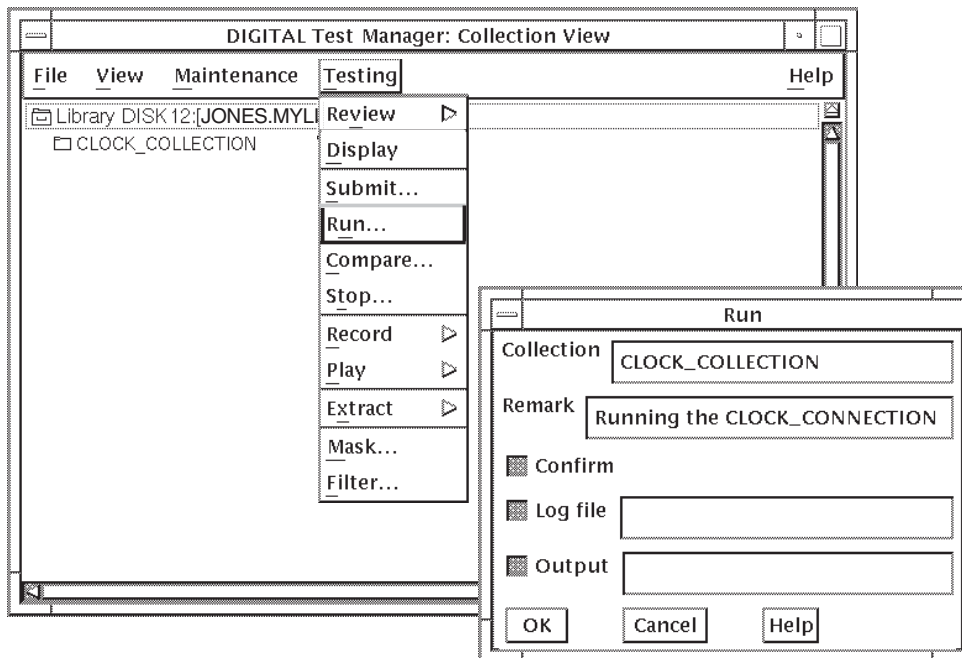 DIGITAL Test Manager: Collection View
File View Maintenance Testing Help
Library DISK12:[JONES.MYLI
CLOCK_COLLECTION
Review
Display
Submit...
Run...
Compare...
Stop...
Record
Play
Extract
Mask...
Filter...
Run
Collection CLOCK_COLLECTION
Remark Running the CLOCK_CONNECTION
Confirm
Log file
Output
OK Cancel Help